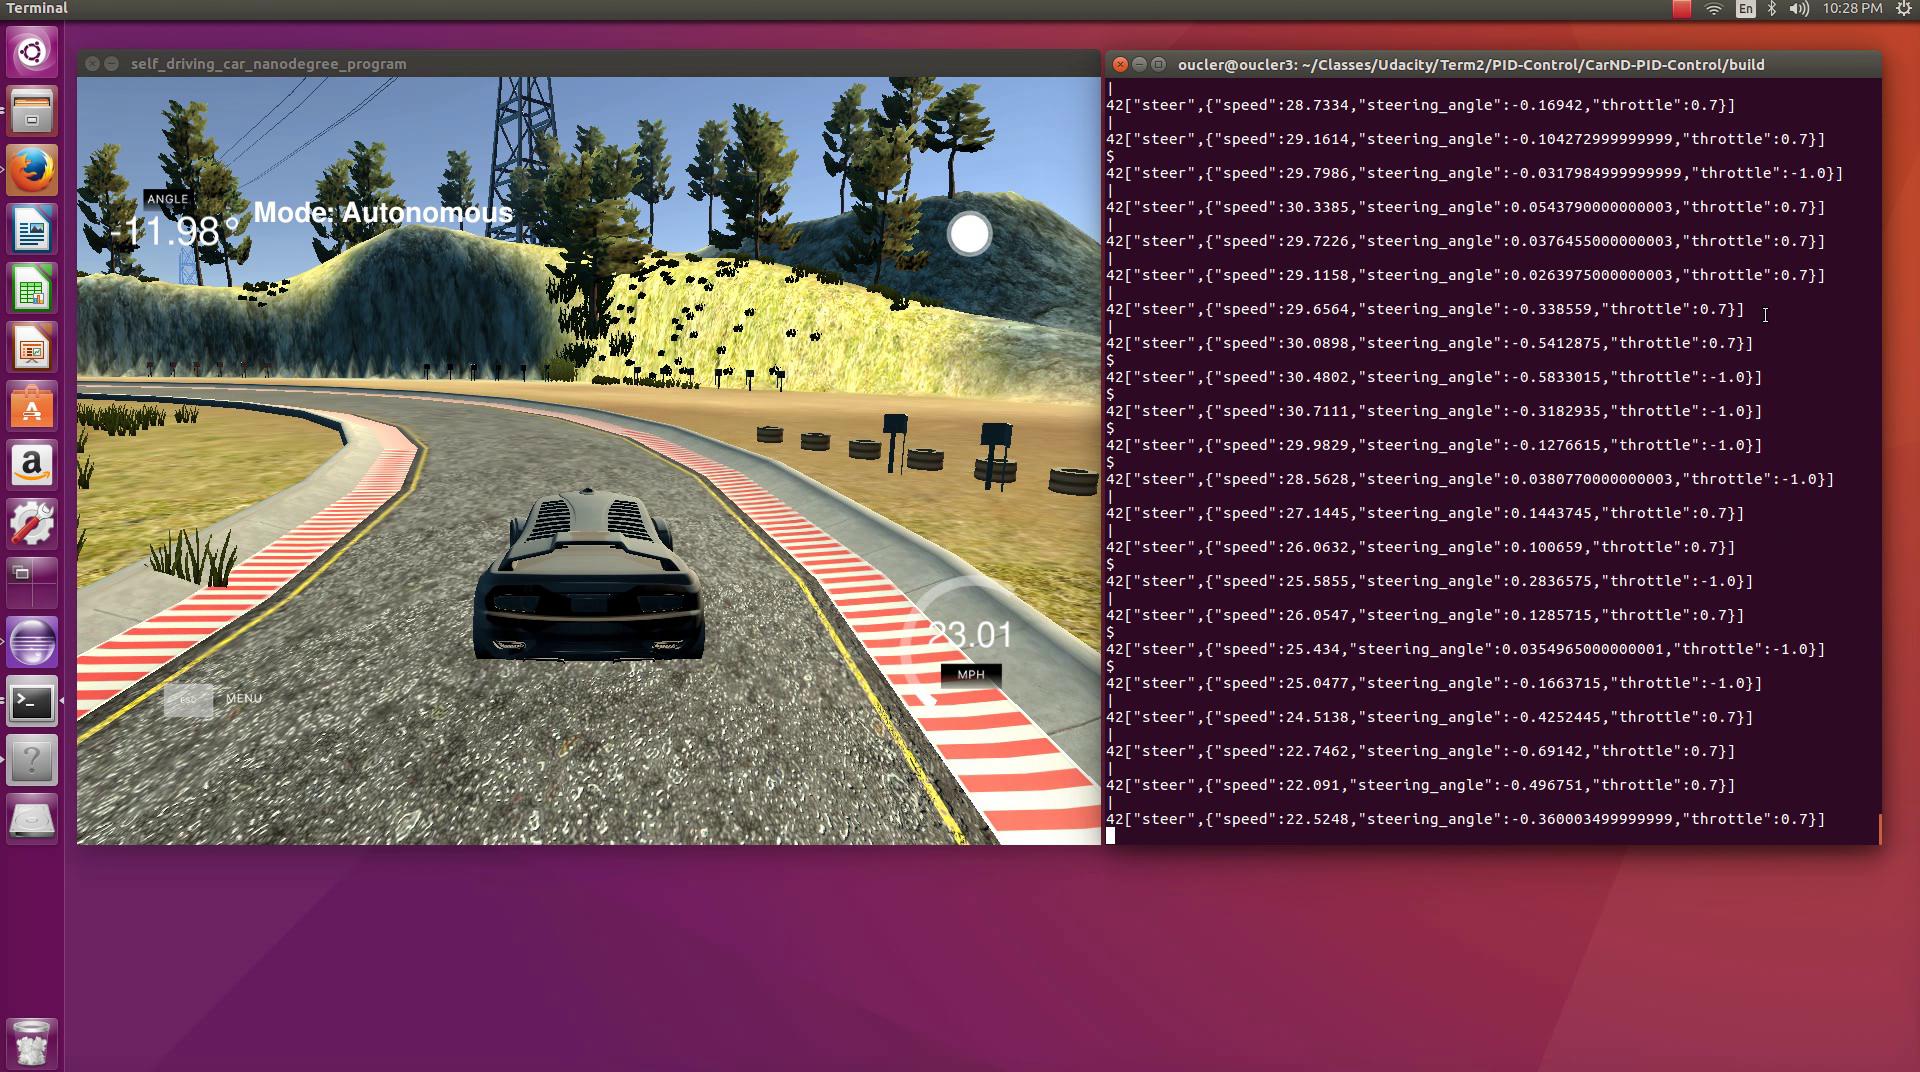 Terminal
En
10:28 PM
self_driving_car_nanodegree_program
ANGLE
-11.98°
Mode: Autonomous
23.01
MPH
ESC
MENU
a
oucler@oucler3: ~/Classes/Udacity/Term2/PID-Control/CarND-PID-Control/build
|
42["steer",{"speed":28.7334,"steering_angle":-0.16942,"throttle":0.7}]
|
42["steer",{"speed":29.1614,"steering_angle":-0.104272999999999,"throttle":0.7}]
$
42["steer",{"speed":29.7986,"steering_angle":-0.0317984999999999,"throttle":-1.0}]
|
42["steer",{"speed":30.3385,"steering_angle":0.0543790000000003,"throttle":0.7}]
|
42["steer",{"speed":29.7226,"steering_angle":0.0376455000000003,"throttle":0.7}]
|
42["steer",{"speed":29.1158,"steering_angle":0.0263975000000003,"throttle":0.7}]
|
42["steer",{"speed":29.6564,"steering_angle":-0.338559,"throttle":0.7}]
|
42["steer",{"speed":30.0898,"steering_angle":-0.5412875,"throttle":0.7}]
$
42["steer",{"speed":30.4802,"steering_angle":-0.5833015,"throttle":-1.0}]
$
42["steer",{"speed":30.7111,"steering_angle":-0.3182935,"throttle":-1.0}]
$
42["steer",{"speed":29.9829,"steering_angle":-0.1276615,"throttle":-1.0}]
$
42["steer",{"speed":28.5628,"steering_angle":0.0380770000000003,"throttle":-1.0}]
|
42["steer",{"speed":27.1445,"steering_angle":0.1443745,"throttle":0.7}]
|
42["steer",{"speed":26.0632,"steering_angle":0.100659,"throttle":0.7}]
$
42["steer",{"speed":25.5855,"steering_angle":0.2836575,"throttle":-1.0}]
|
42["steer",{"speed":26.0547,"steering_angle":0.1285715,"throttle":0.7}]
$
42["steer",{"speed":25.434,"steering_angle":0.0354965000000001,"throttle":-1.0}]
$
42["steer",{"speed":25.0477,"steering_angle":-0.1663715,"throttle":-1.0}]
|
42["steer",{"speed":24.5138,"steering_angle":-0.4252445,"throttle":0.7}]
|
42["steer",{"speed":22.7462,"steering_angle":-0.69142,"throttle":0.7}]
|
42["steer",{"speed":22.091,"steering_angle":-0.496751,"throttle":0.7}]
|
42["steer",{"speed":22.5248,"steering_angle":-0.360003499999999,"throttle":0.7}]